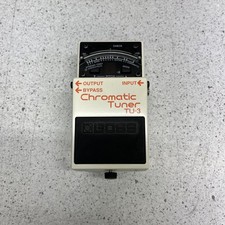 OUTPUT INPUT
BYPASS
Chromatic
Tuner
TU-3
BOSS